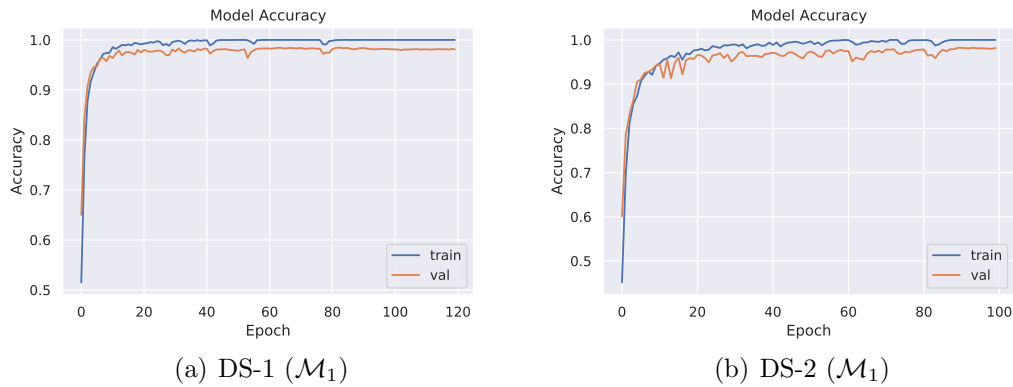 Model Accuracy
1.0
0.9
0.8
0.7
0.6
0.5
Accuracy
0 20 40 60 80 100 120
Epoch
train
val
(a) DS-1 (ℳ₁)
Model Accuracy
1.0
0.9
0.8
0.7
0.6
0.5
Accuracy
0 20 40 60 80 100
Epoch
train
val
(b) DS-2 (ℳ₁)